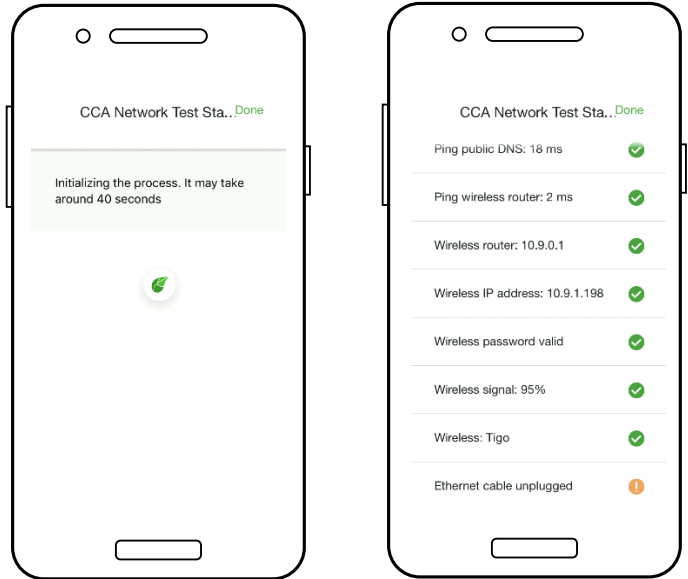 CCA Network Test Sta...
Done
Initializing the process. It may take
around 40 seconds
CCA Network Test Sta...
Done
Ping public DNS: 18 ms
Ping wireless router: 2 ms
Wireless router: 10.9.0.1
Wireless IP address: 10.9.1.198
Wireless password valid
Wireless signal: 95%
Wireless: Tigo
Ethernet cable unplugged